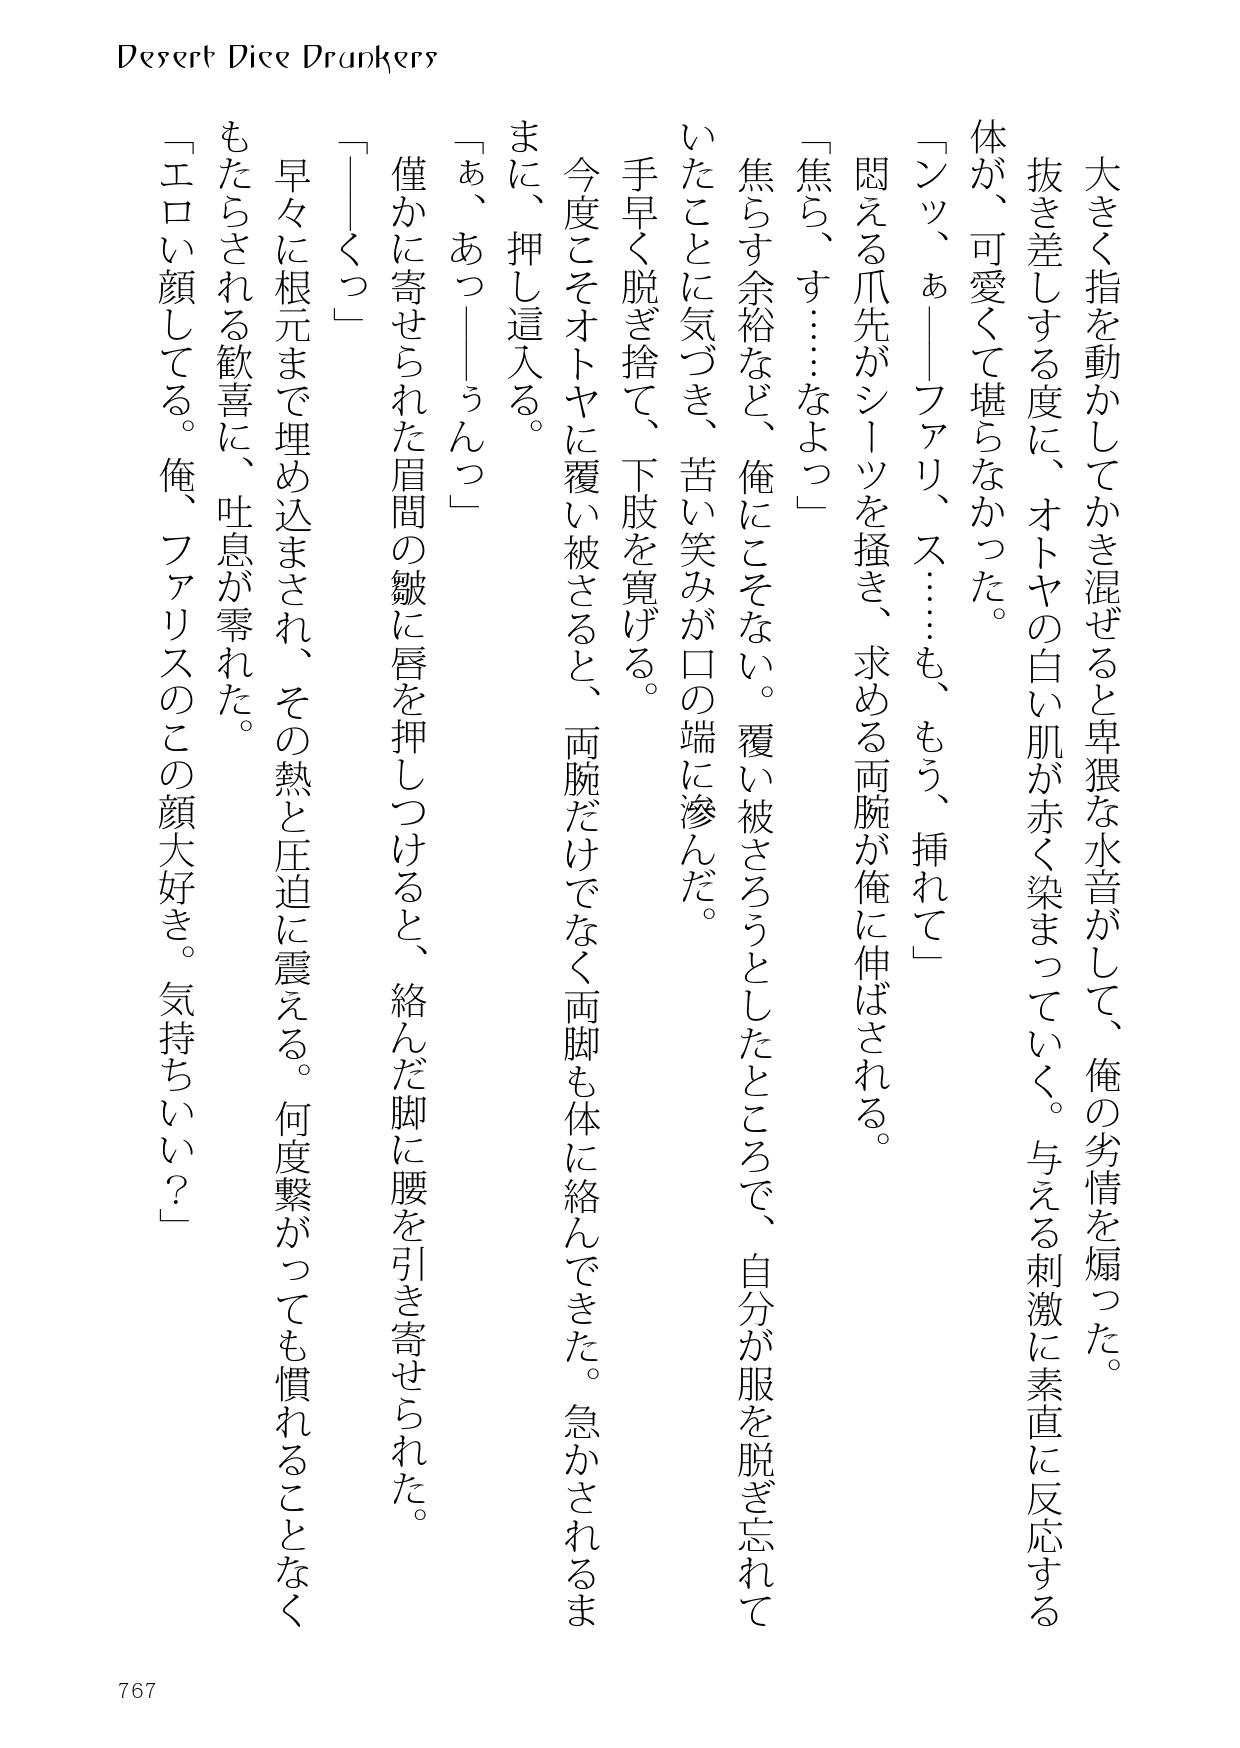 Desert Dice Drunkers
大きく指を動かしてかき混ぜると卑猥な水音がして、俺の劣情を煽った。
抜き差しする度に、オトヤの白い肌が赤く染まっていく。与える刺激に素直に反応する
体が、可愛くて堪らなかった。
「ンッ、ぁ――ファリ、ス……も、もう、挿れて」
悶える爪先がシーツを掻き、求める両腕が俺に伸ばされる。
「焦ら、す……なよっ」
焦らす余裕など、俺にこそない。覆い被さろうとしたところで、自分が服を脱ぎ忘れて
いたことに気づき、苦い笑みが口の端に滲んだ。
手早く脱ぎ捨て、下肢を寛げる。
今度こそオトヤに覆い被さると、両腕だけでなく両脚も体に絡んできた。急かされるま
まに、押し這入る。
「あ、あっ――ぅんっ」
僅かに寄せられた眉間の皺に唇を押しつけると、絡んだ脚に腰を引き寄せられた。
「――くっ」
早々に根元まで埋め込まされ、その熱と圧迫に震える。何度繋がっても慣れることなく
もたらされる歓喜に、吐息が零れた。
「エロい顔してる。俺、ファリスのこの顔大好き。気持ちいい？」
767